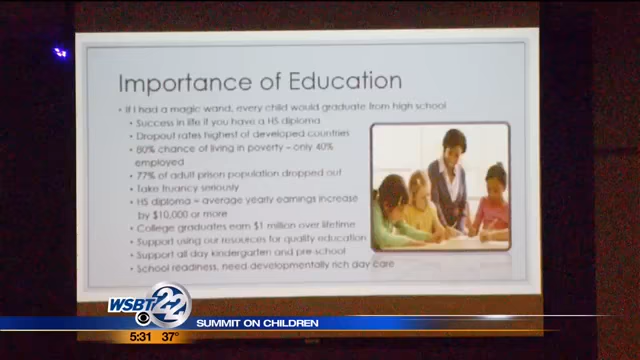 Importance of Education
• If I had a magic wand, every child would graduate from high school
• Success in life if you have a HS diploma
• Dropout rates highest of developed countries
• 80% chance of living in poverty – only 40%
employed
• 77% of adult prison population dropped out
• Take truancy seriously
• HS diploma = average yearly earnings increase
by $10,000 or more
• College graduates earn $1 million over lifetime
• Support using our resources for quality education
• Support all day kindergarten and pre-school
• School readiness, need developmentally rich day care
WSBT 22
SUMMIT ON CHILDREN
5:31 37°